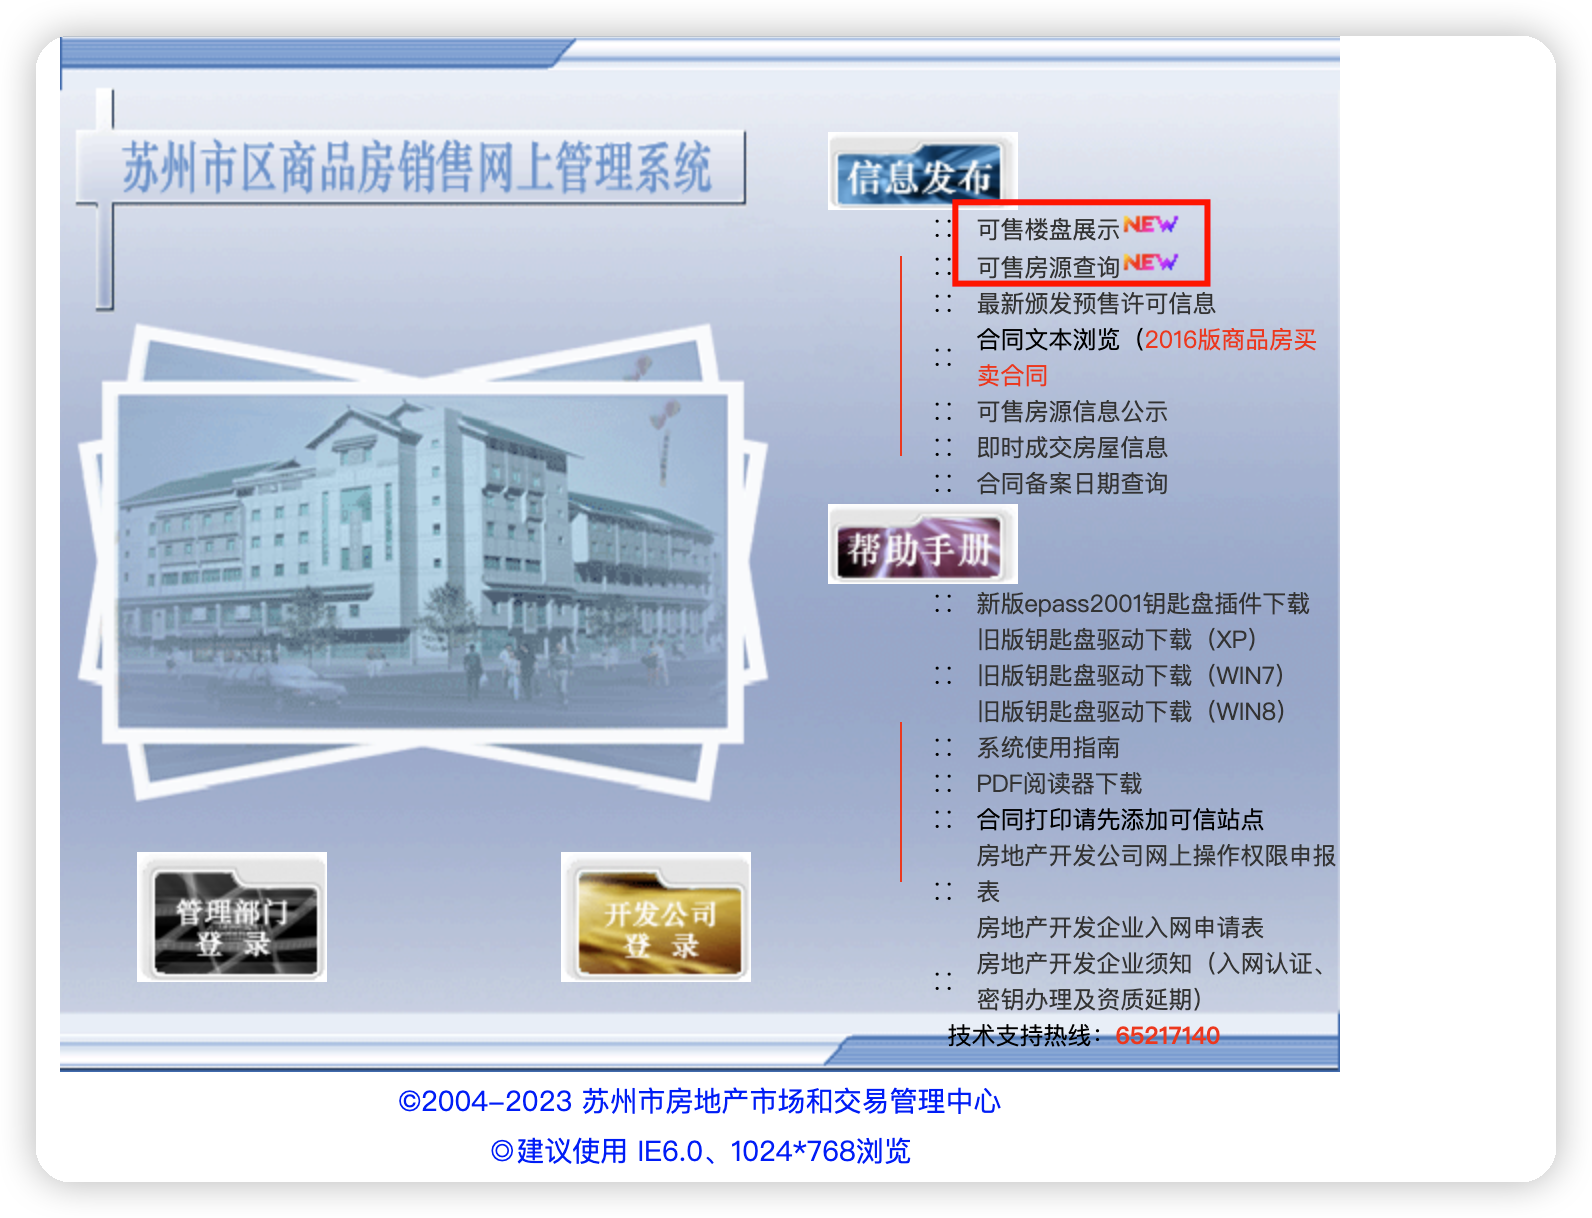 苏州市区商品房销售网上管理系统
信息发布
:: 可售楼盘展示NEW
:: 可售房源查询NEW
:: 最新颁发预售许可信息
:: 合同文本浏览（2016版商品房买
卖合同
:: 可售房源信息公示
:: 即时成交房屋信息
:: 合同备案日期查询
帮助手册
:: 新版epass2001钥匙盘插件下载
旧版钥匙盘驱动下载（XP）
:: 旧版钥匙盘驱动下载（WIN7）
旧版钥匙盘驱动下载（WIN8）
:: 系统使用指南
:: PDF阅读器下载
:: 合同打印请先添加可信站点
房地产开发公司网上操作权限申报
:: 表
房地产开发企业入网申请表
:: 房地产开发企业须知（入网认证、
密钥办理及资质延期）
技术支持热线：65217140
管理部门
登 录
开发公司
登 录
©2004-2023 苏州市房地产市场和交易管理中心
◎建议使用 IE6.0、1024*768浏览